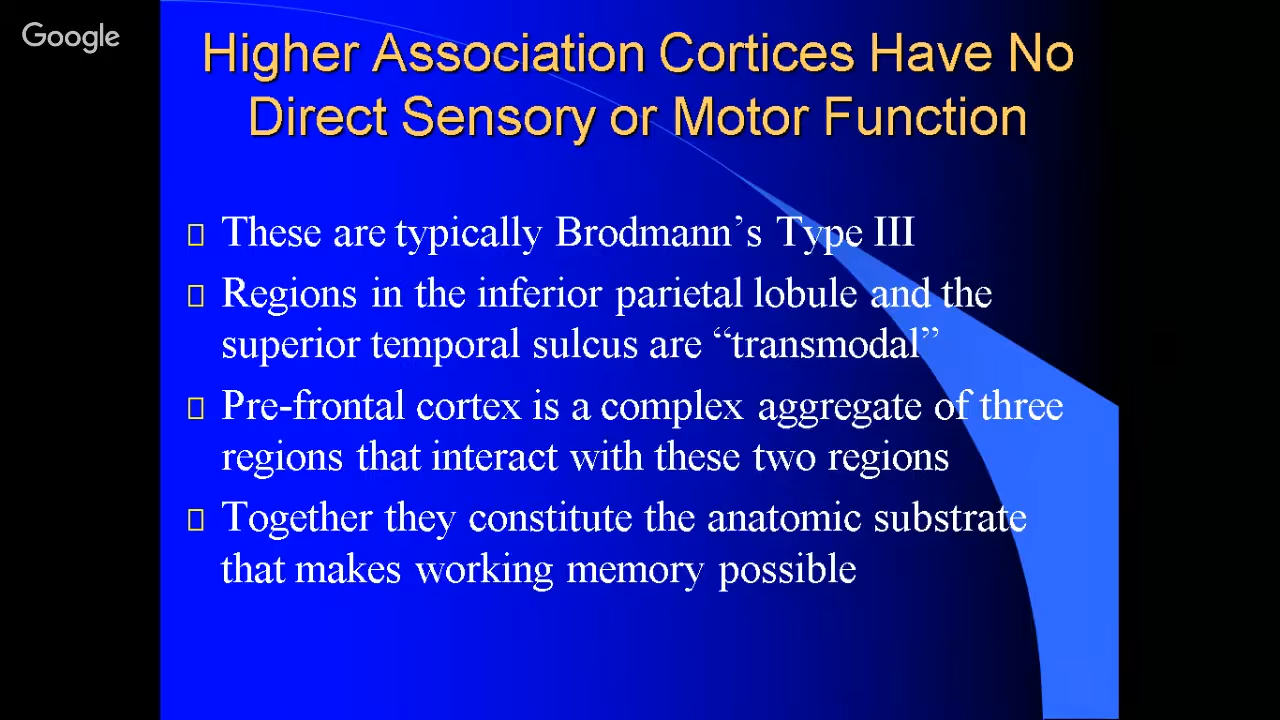 Google
Higher Association Cortices Have No
Direct Sensory or Motor Function
These are typically Brodmann’s Type III
Regions in the inferior parietal lobule and the
superior temporal sulcus are “transmodal”
Pre-frontal cortex is a complex aggregate of three
regions that interact with these two regions
Together they constitute the anatomic substrate
that makes working memory possible